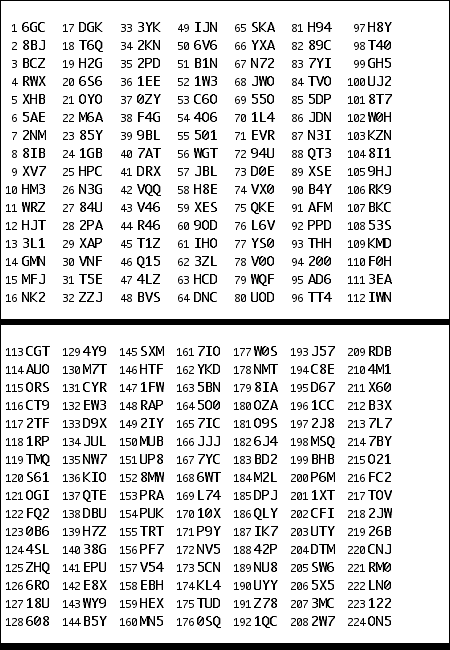 1 6GC 17 DGK 33 3YK 49 IJN 65 SKA 81 H94 97 H8Y
2 8BJ 18 T6Q 34 2KN 50 6V6 66 YXA 82 89C 98 T40
3 BCZ 19 H2G 35 2PD 51 B1N 67 N72 83 7YI 99 GH5
4 RWX 20 6S6 36 1EE 52 1W3 68 JWO 84 TVO 100 UJ2
5 XHB 21 OYO 37 0ZY 53 C6O 69 55O 85 5DP 101 8T7
6 5AE 22 M6A 38 F4G 54 4O6 70 1L4 86 JDN 102 W0H
7 2NM 23 85Y 39 9BL 55 501 71 EVR 87 N3I 103 KZN
8 8IB 24 1GB 40 7AT 56 WGT 72 94U 88 QT3 104 8I1
9 XV7 25 HPC 41 DRX 57 JBL 73 D0E 89 XSE 105 9HJ
10 HM3 26 N3G 42 VQQ 58 H8E 74 VX0 90 B4Y 106 RK9
11 WRZ 27 84U 43 V46 59 XES 75 QKE 91 AFM 107 BKC
12 HJT 28 2PA 44 R46 60 9OD 76 L6V 92 PPD 108 53S
13 3L1 29 XAP 45 T1Z 61 IHO 77 YS0 93 THH 109 KMD
14 GMN 30 VNF 46 Q15 62 3ZL 78 V0O 94 200 110 F0H
15 MFJ 31 T5E 47 4LZ 63 HCD 79 WQF 95 AD6 111 3EA
16 NK2 32 ZZJ 48 BVS 64 DNC 80 UOD 96 TT4 112 IWN
113 CGT 129 4Y9 145 SXM 161 7IO 177 W0S 193 J57 209 RDB
114 AUO 130 M7T 146 HTF 162 YKD 178 NMT 194 C8E 210 4M1
115 ORS 131 CYR 147 1FW 163 5BN 179 8IA 195 D67 211 X60
116 CT9 132 EW3 148 RAP 164 5O0 180 OZA 196 1CC 212 B3X
117 2TF 133 D9X 149 2IY 165 7IC 181 O9S 197 2J8 213 7L7
118 1RP 134 JUL 150 MUB 166 JJJ 182 6J4 198 MSQ 214 7BY
119 TMQ 135 NW7 151 UP8 167 7YC 183 BD2 199 BHB 215 O21
120 S61 136 KIO 152 8MW 168 6WT 184 M2L 200 P6M 216 FC2
121 OGI 137 QTE 153 PRA 169 L74 185 DPJ 201 1XT 217 TOV
122 FQ2 138 DBU 154 PUK 170 10X 186 QLY 202 CFI 218 2JW
123 0B6 139 H7Z 155 TRT 171 P9Y 187 IK7 203 UTY 219 26B
124 4SL 140 38G 156 PF7 172 NV5 188 42P 204 DTM 220 CNJ
125 ZHQ 141 EPU 157 V54 173 5CN 189 NU8 205 SW6 221 RM0
126 6RO 142 E8X 158 EBH 174 KL4 190 UYY 206 5X5 222 LN0
127 18U 143 WY9 159 HEX 175 TUD 191 Z78 207 3MC 223 122
128 608 144 B5Y 160 MN5 176 0SQ 192 1QC 208 2W7 224 ON5